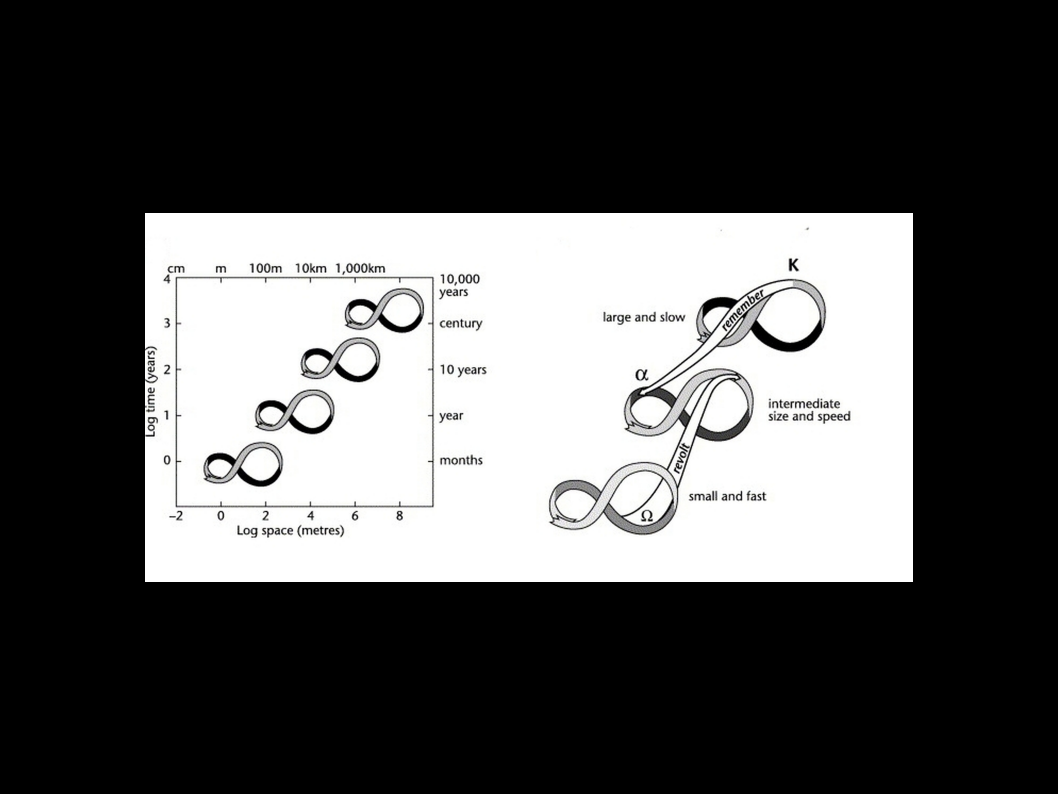 cm m 100m 10km 1,000km
4
3
2
1
0
Log time (years)
10,000
years
century
10 years
year
months
−2 0 2 4 6 8
Log space (metres)
K
large and slow
remember
α
intermediate
size and speed
revolt
small and fast
Ω